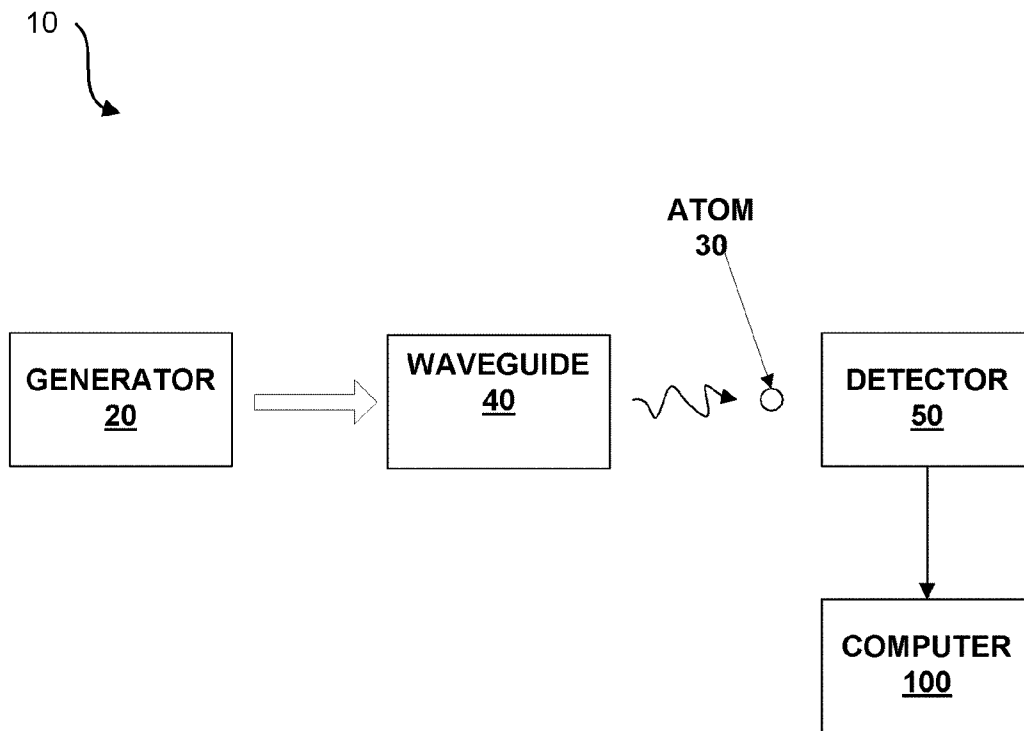 10
ATOM
30
GENERATOR
20
WAVEGUIDE
40
DETECTOR
50
COMPUTER
100